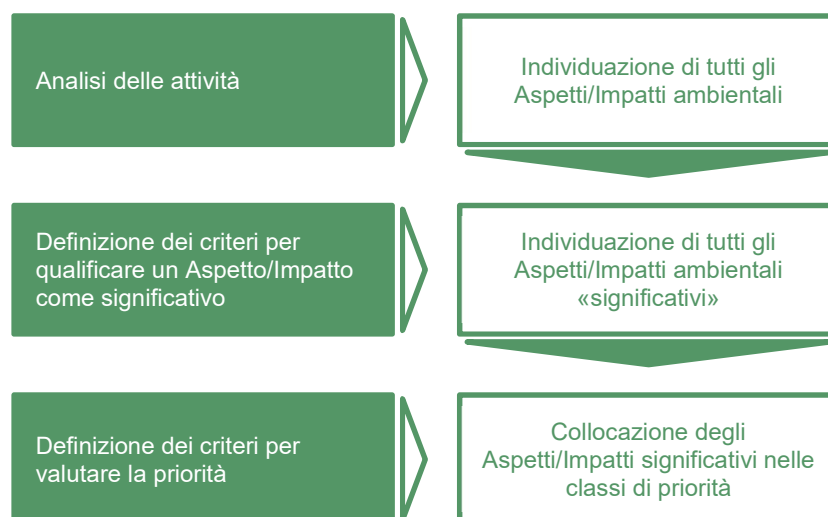 Analisi delle attività
Individuazione di tutti gli
Aspetti/Impatti ambientali
Definizione dei criteri per
qualificare un Aspetto/Impatto
come significativo
Individuazione di tutti gli
Aspetti/Impatti ambientali
«significativi»
Definizione dei criteri per
valutare la priorità
Collocazione degli
Aspetti/Impatti significativi nelle
classi di priorità